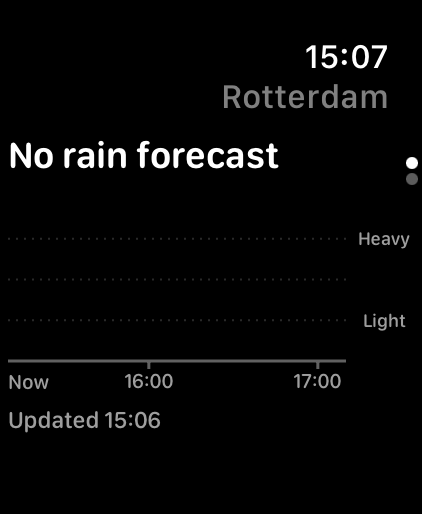 15:07
Rotterdam
No rain forecast
Heavy
Light
Now 16:00 17:00
Updated 15:06